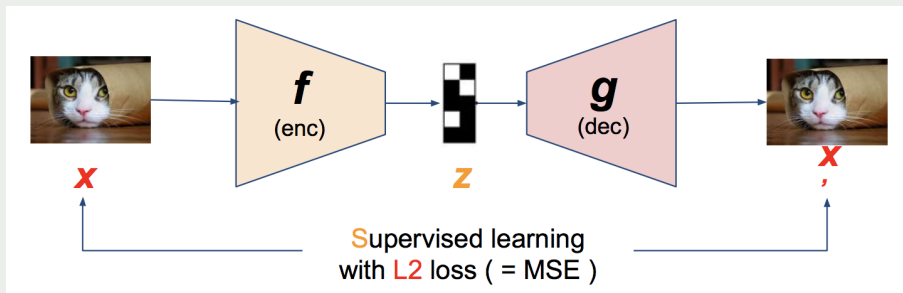 f
(enc)
g
(dec)
x
z
x
,
Supervised learning
with L2 loss ( = MSE )